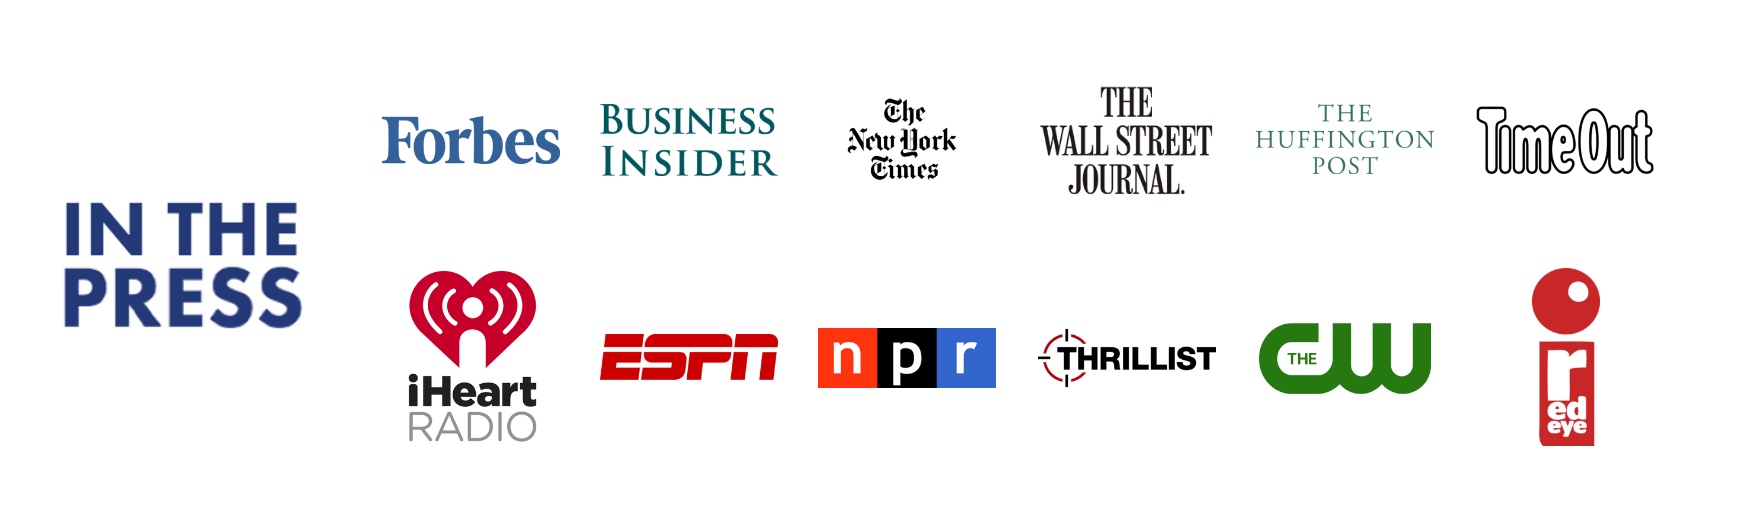 IN THE
PRESS
Forbes
BUSINESS
INSIDER
The
New York
Times
THE
WALL STREET
JOURNAL.
THE
HUFFINGTON
POST
TimeOut
iHeart
RADIO
ESPN
npr
THRILLIST
THE
CW
r
ed
eye